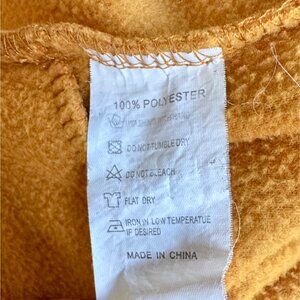 100% POLYESTER
DO NOT TUMBLE DRY
DO NOT BLEACH
FLAT DRY
IRON IN LOW TEMPERATUE
IF DESIRED
MADE IN CHINA